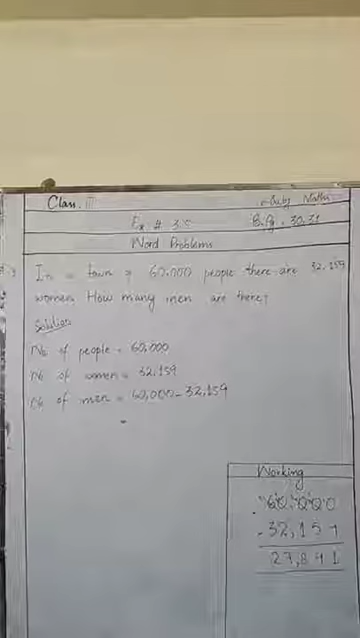 Class. III
Sub: Maths
Ex # 3.5
B.Pg. 30,31
Word Problems
In a town of 60,000 people there are 32,159
women. How many men are there?
Solution
No of people = 60,000
No of women = 32,159
No of men = 60,000 - 32,159
=
Working
60,000
-32,159
27,841